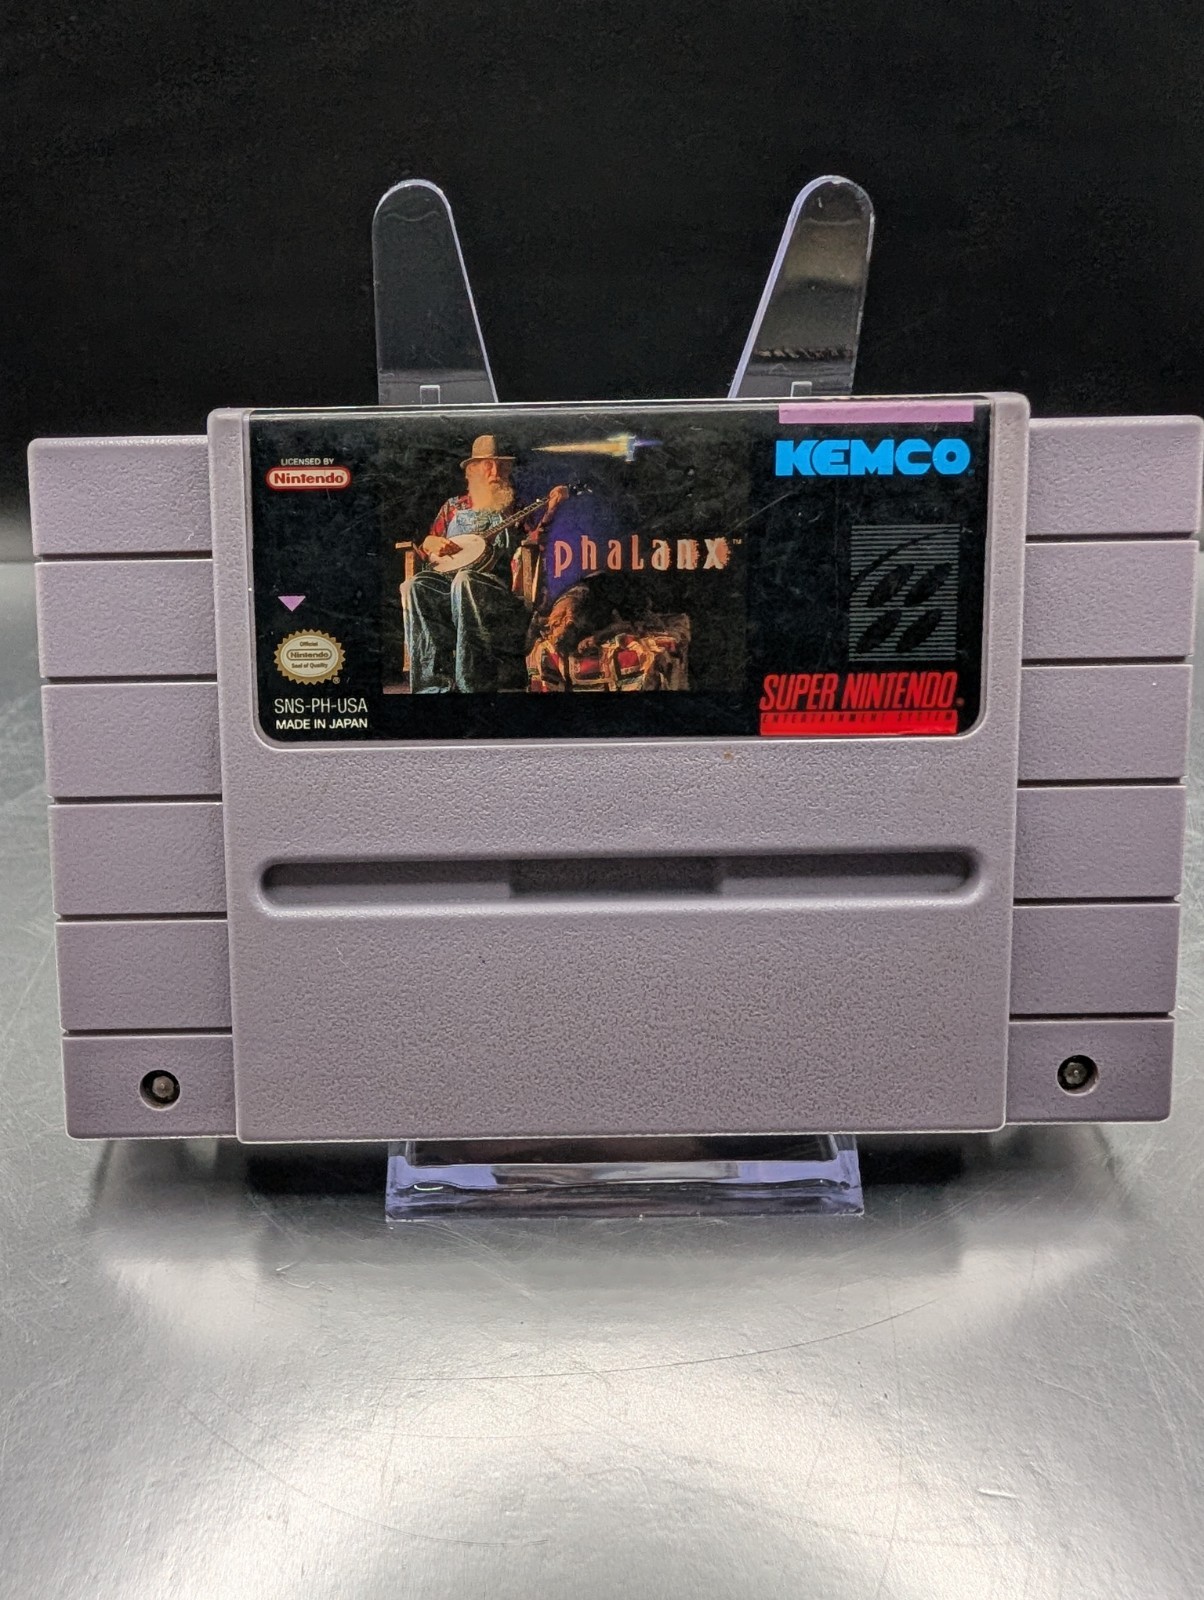 LICENSED BY
Nintendo
KEMCO
phalanx™
Official
Nintendo
Seal of Quality
SNS-PH-USA
MADE IN JAPAN
SUPER NINTENDO®
ENTERTAINMENT SYSTEM